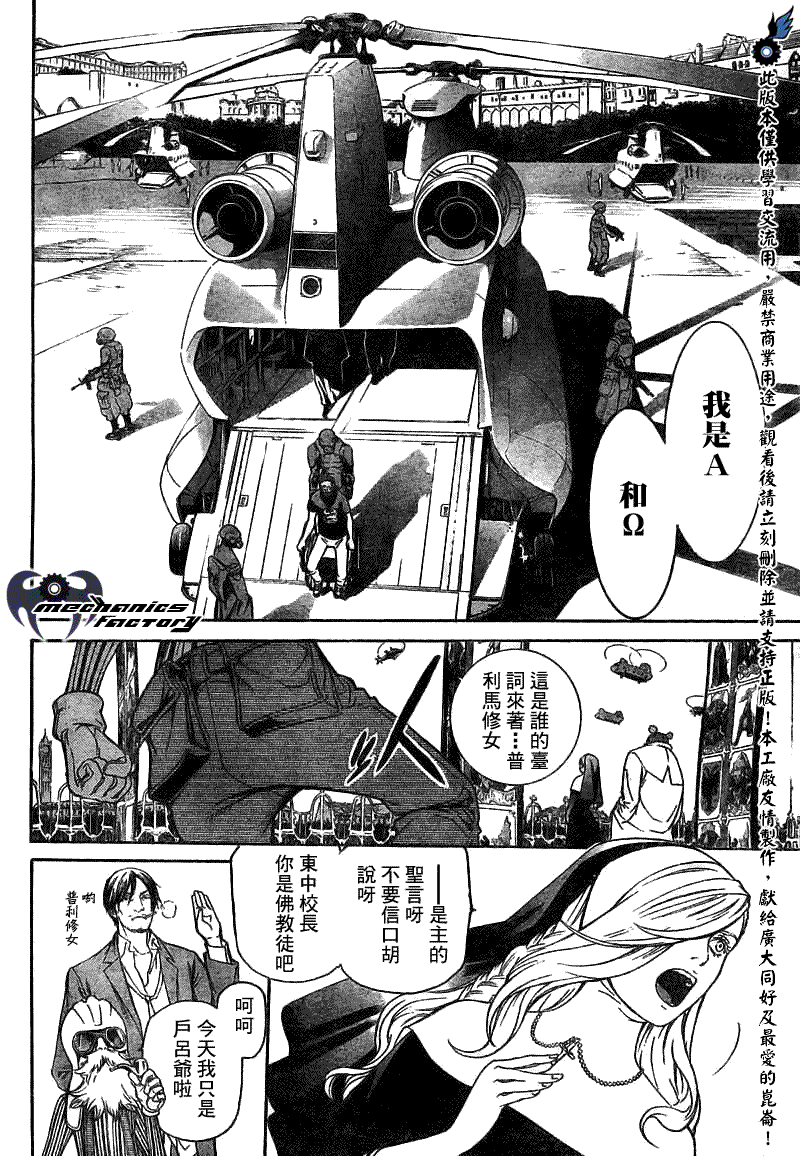 我是A
和Ω
這是誰的臺
詞來著…普
利馬修女
──是主的
聖言呀
不要信口胡
說呀
東中校長
你是佛教徒吧
喲
普利修女
呵呵
今天我只是
戶呂爺啦
mechanics
factory
此版本僅供學習交流用，嚴禁商業用途，觀看後請立刻刪除並請支持正版！本工廠友情製作，獻給廣大同好及最愛的崑崙！